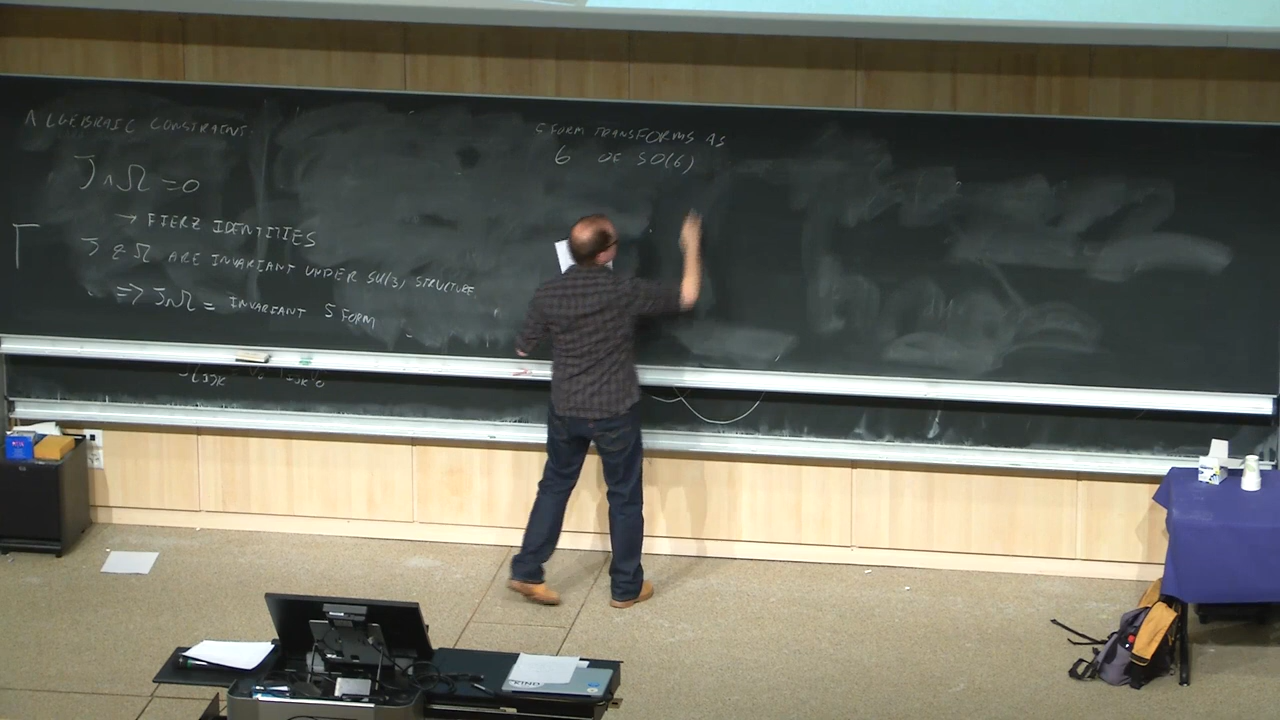 ALGEBRAIC CONSTRAINT.
J∧Ω = 0
→ FIERZ IDENTITIES
J & Ω ARE INVARIANT UNDER SU(3) STRUCTURE
⇒ J∧Ω = INVARIANT 5 FORM
5 FORM TRANSFORMS AS
6 OF SO(6)